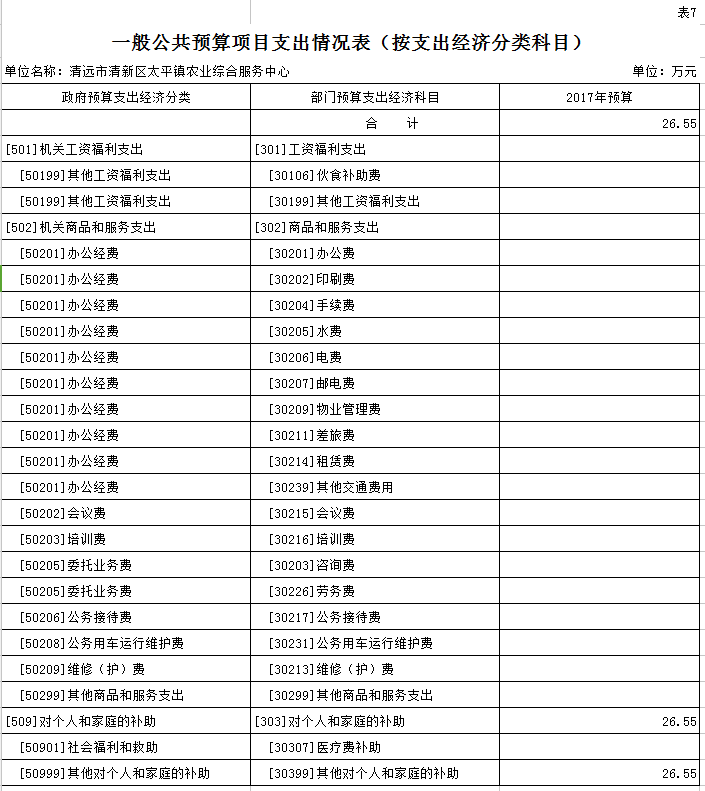 表7
一般公共预算项目支出情况表（按支出经济分类科目）
单位名称：清远市清新区太平镇农业综合服务中心 单位：万元
政府预算支出经济分类 部门预算支出经济科目 2017年预算
合 计 26.55
[501]机关工资福利支出 [301]工资福利支出
[50199]其他工资福利支出 [30106]伙食补助费
[50199]其他工资福利支出 [30199]其他工资福利支出
[502]机关商品和服务支出 [302]商品和服务支出
[50201]办公经费 [30201]办公费
[50201]办公经费 [30202]印刷费
[50201]办公经费 [30204]手续费
[50201]办公经费 [30205]水费
[50201]办公经费 [30206]电费
[50201]办公经费 [30207]邮电费
[50201]办公经费 [30209]物业管理费
[50201]办公经费 [30211]差旅费
[50201]办公经费 [30214]租赁费
[50201]办公经费 [30239]其他交通费用
[50202]会议费 [30215]会议费
[50203]培训费 [30216]培训费
[50205]委托业务费 [30203]咨询费
[50205]委托业务费 [30226]劳务费
[50206]公务接待费 [30217]公务接待费
[50208]公务用车运行维护费 [30231]公务用车运行维护费
[50209]维修（护）费 [30213]维修（护）费
[50299]其他商品和服务支出 [30299]其他商品和服务支出
[509]对个人和家庭的补助 [303]对个人和家庭的补助 26.55
[50901]社会福利和救助 [30307]医疗费补助
[50999]其他对个人和家庭的补助 [30399]其他对个人和家庭的补助 26.55